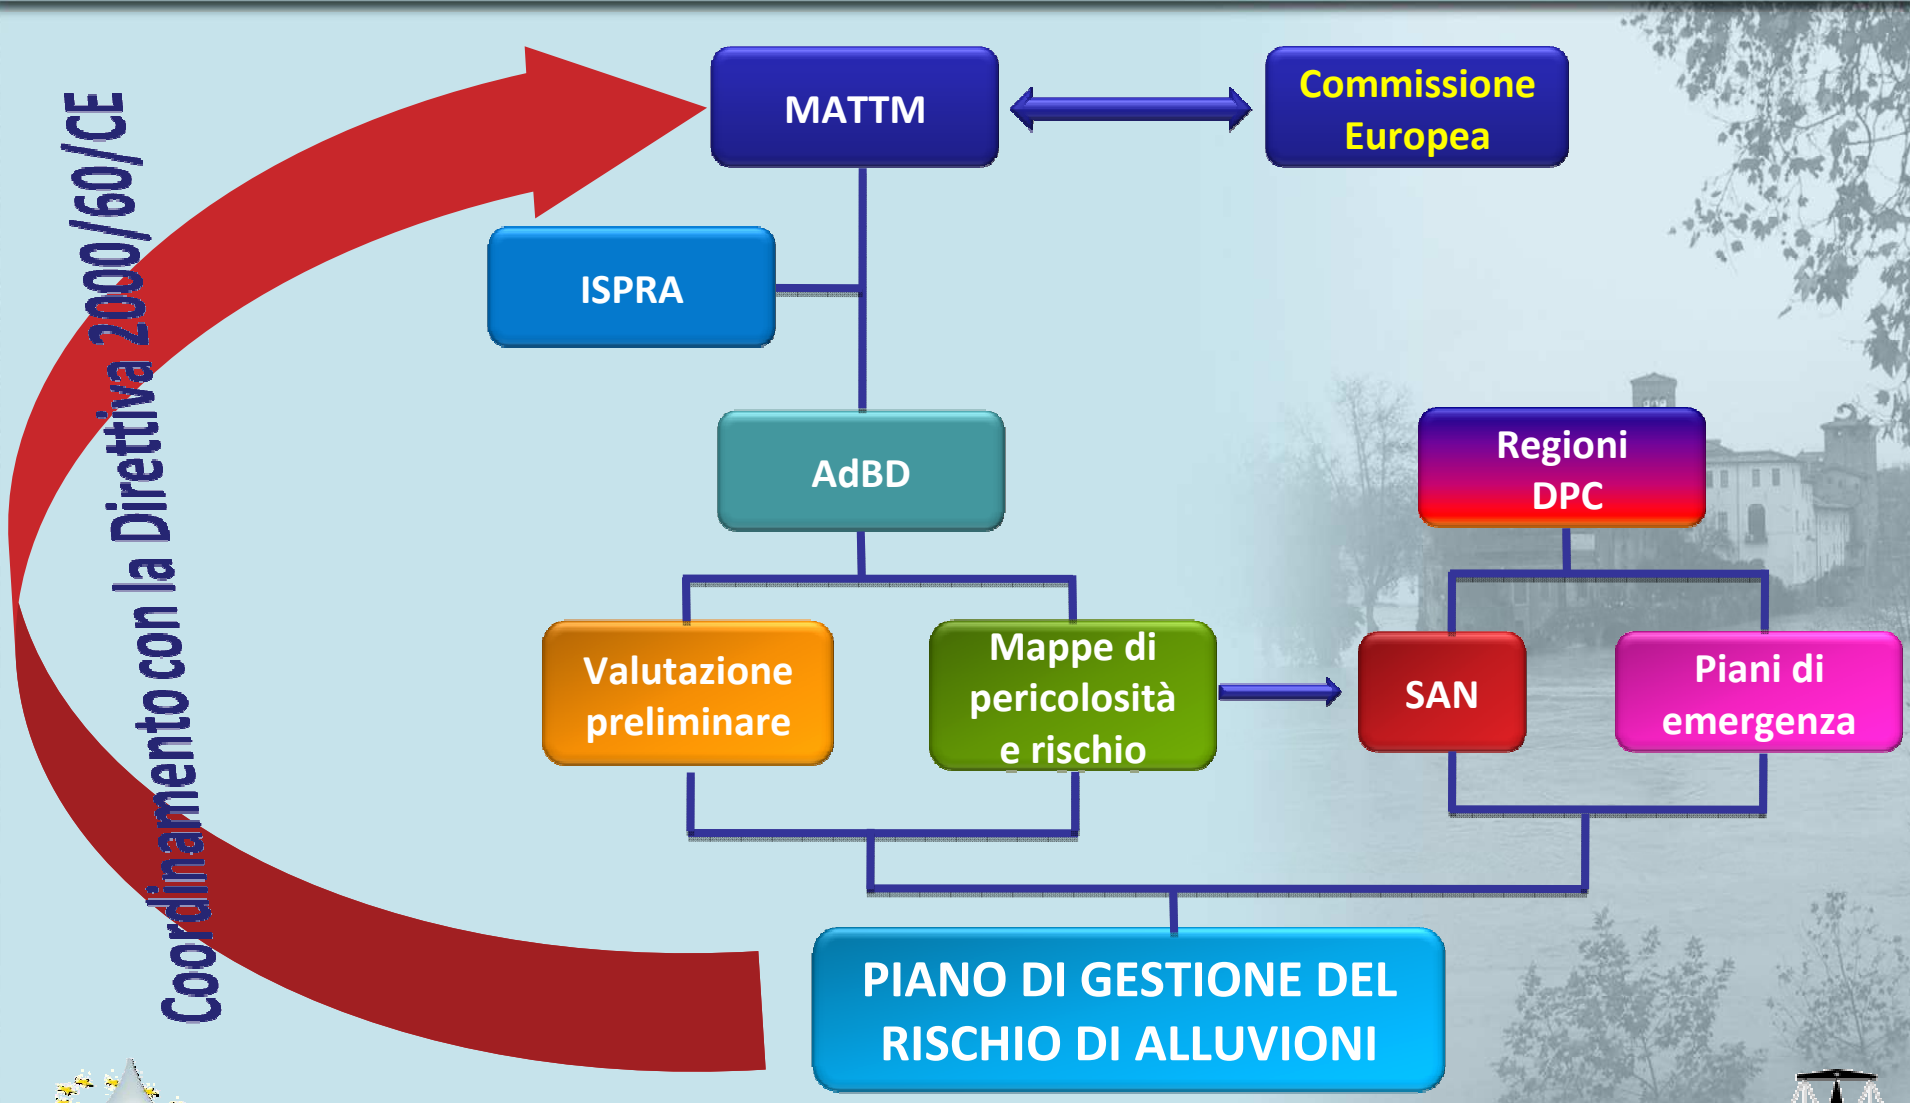 Coordinamento con la Direttiva 2000/60/CE
MATTM
Commissione
Europea
ISPRA
AdBD
Regioni
DPC
Valutazione
preliminare
Mappe di
pericolosità
e rischio
SAN
Piani di
emergenza
PIANO DI GESTIONE DEL
RISCHIO DI ALLUVIONI